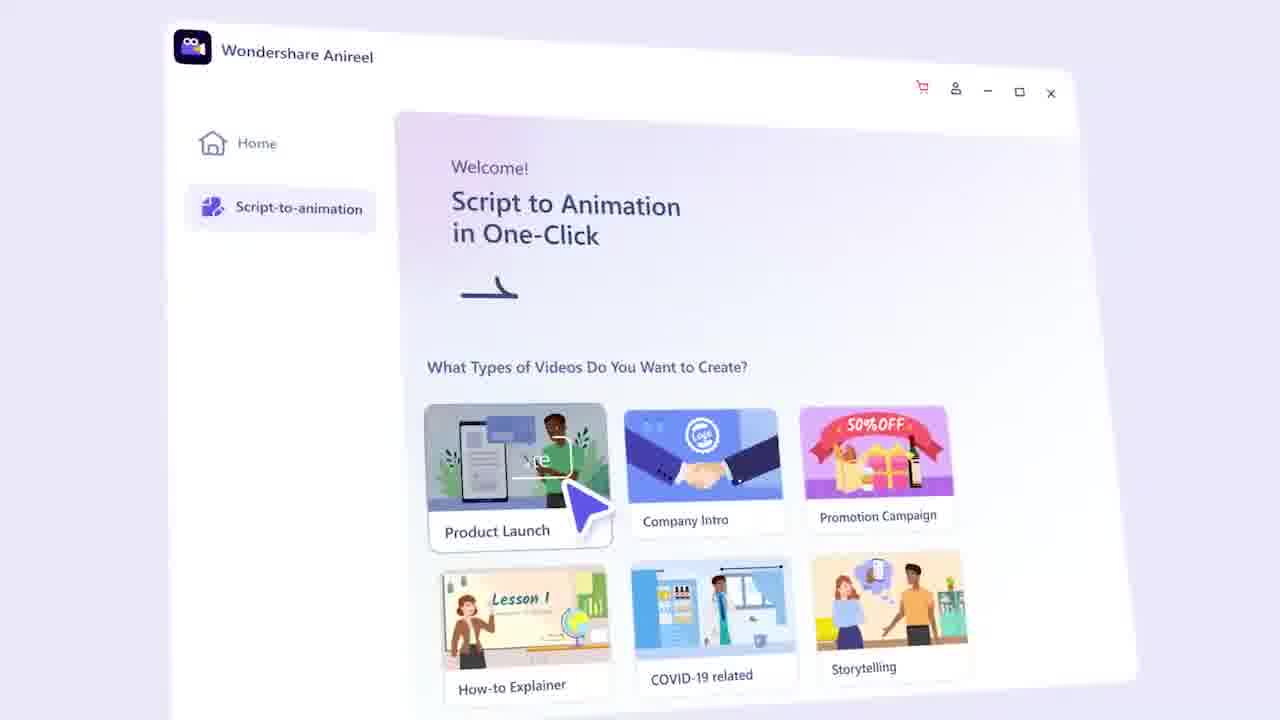 Wondershare Anireel
Home
Script-to-animation
Welcome!
Script to Animation
in One-Click
What Types of Videos Do You Want to Create?
50%OFF
Logo
Product Launch
Company Intro
Promotion Campaign
Lesson 1
How-to Explainer
COVID-19 related
Storytelling